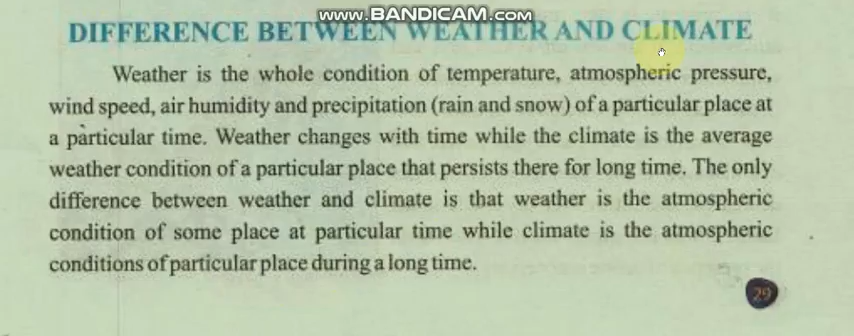 www.BANDICAM.com
DIFFERENCE BETWEEN WEATHER AND CLIMATE
Weather is the whole condition of temperature, atmospheric pressure,
wind speed, air humidity and precipitation (rain and snow) of a particular place at
a particular time. Weather changes with time while the climate is the average
weather condition of a particular place that persists there for long time. The only
difference between weather and climate is that weather is the atmospheric
condition of some place at particular time while climate is the atmospheric
conditions of particular place during a long time.
29